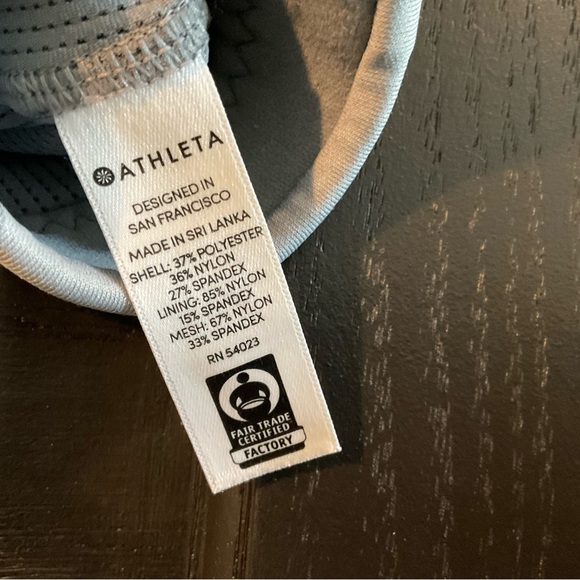 ATHLETA
DESIGNED IN
SAN FRANCISCO
MADE IN SRI LANKA
SHELL: 37% POLYESTER
36% NYLON
27% SPANDEX
LINING: 85% NYLON
15% SPANDEX
MESH: 67% NYLON
33% SPANDEX
RN 54023
FAIR TRADE
CERTIFIED
FACTORY